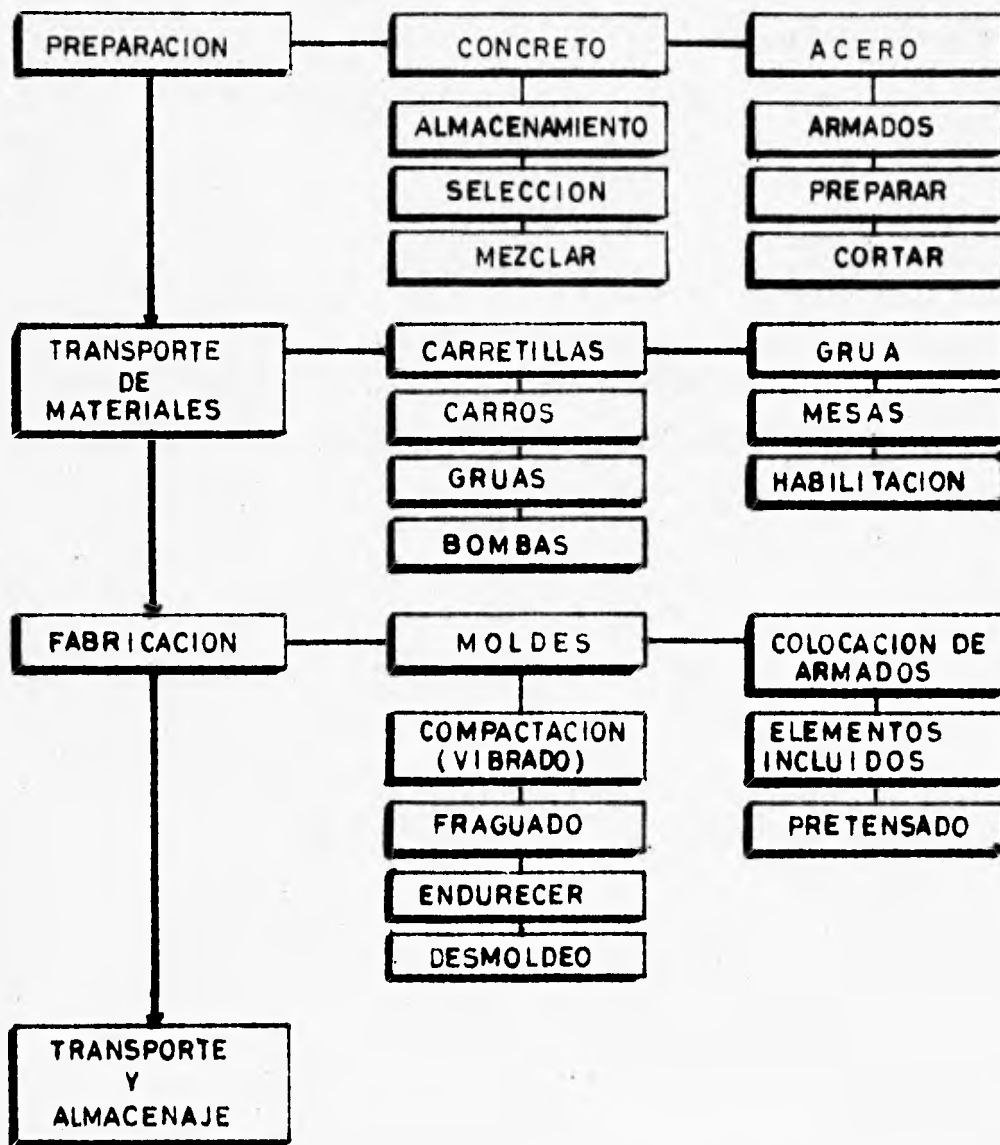 PREPARACION
CONCRETO
ACERO
ALMACENAMIENTO
ARMADOS
SELECCION
PREPARAR
MEZCLAR
CORTAR
TRANSPORTE
DE
MATERIALES
CARRETILLAS
GRUA
CARROS
MESAS
GRUAS
HABILITACION
BOMBAS
FABRICACION
MOLDES
COLOCACION DE
ARMADOS
COMPACTACION
(VIBRADO)
ELEMENTOS
INCLUIDOS
FRAGUADO
PRETENSADO
ENDURECER
DESMOLDEO
TRANSPORTE
Y
ALMACENAJE